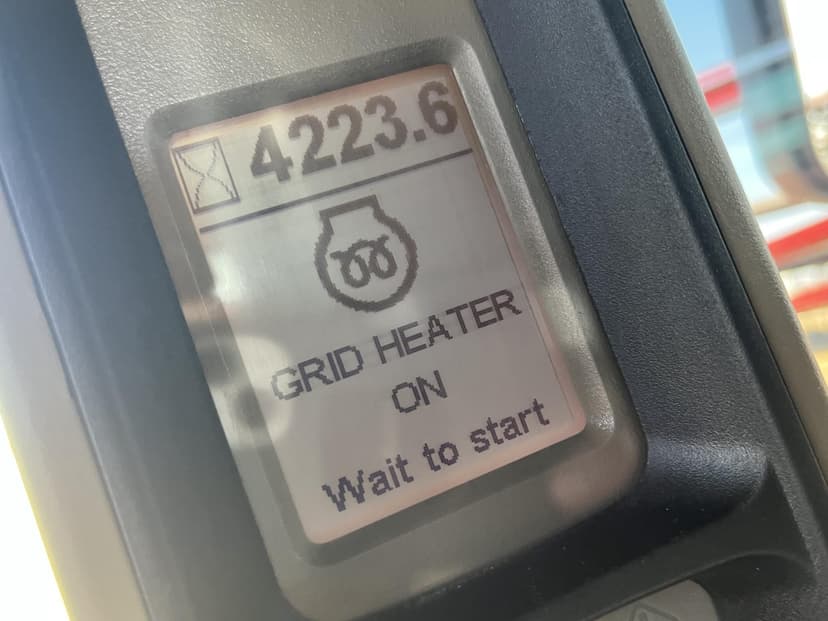 4223.6
GRID HEATER
ON
Wait to start